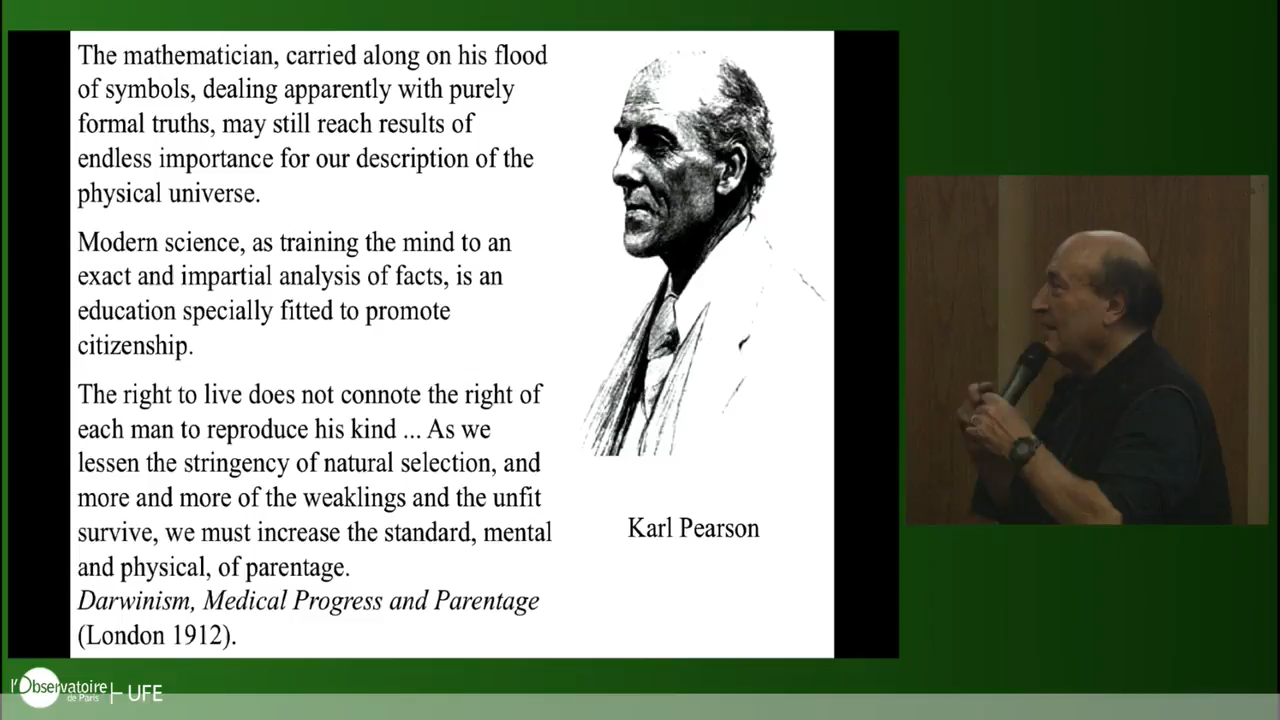 The mathematician, carried along on his flood
of symbols, dealing apparently with purely
formal truths, may still reach results of
endless importance for our description of the
physical universe.
Modern science, as training the mind to an
exact and impartial analysis of facts, is an
education specially fitted to promote
citizenship.
The right to live does not connote the right of
each man to reproduce his kind ... As we
lessen the stringency of natural selection, and
more and more of the weaklings and the unfit
survive, we must increase the standard, mental
and physical, of parentage.
Darwinism, Medical Progress and Parentage
(London 1912).
Karl Pearson
l'Observatoire
de Paris
UFE